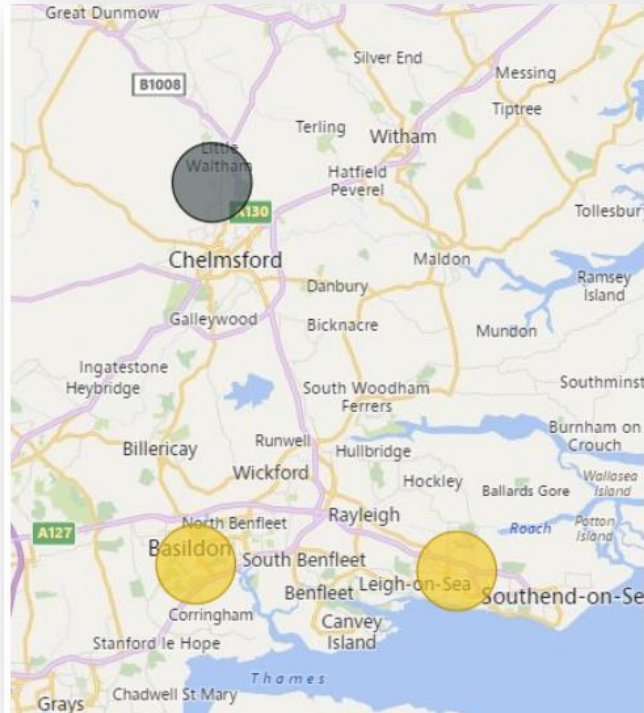 Great Dunmow
Silver End
Messing
B1008
Tiptree
Terling
Witham
Little
Waltham
Hatfield
Peverel
A130
Tollesbur
Chelmsford
Maldon
Ramsey
Island
Danbury
Galleywood
Bicknacre
Mundon
Ingatestone
Heybridge
South Woodham
Ferrers
Southminst
Burnham on
Crouch
Billericay
Runwell
Hullbridge
Wickford
Hockley
Wallasea
Island
Ballards Gore
Rayleigh
Roach
Potton
Island
A127
North Benfleet
Basildon
South Benfleet
Leigh-on-Sea
Benfleet
Southend-on-Se
Corringham
Canvey
Island
Stanford le Hope
Thames
Chadwell St Mary
Grays